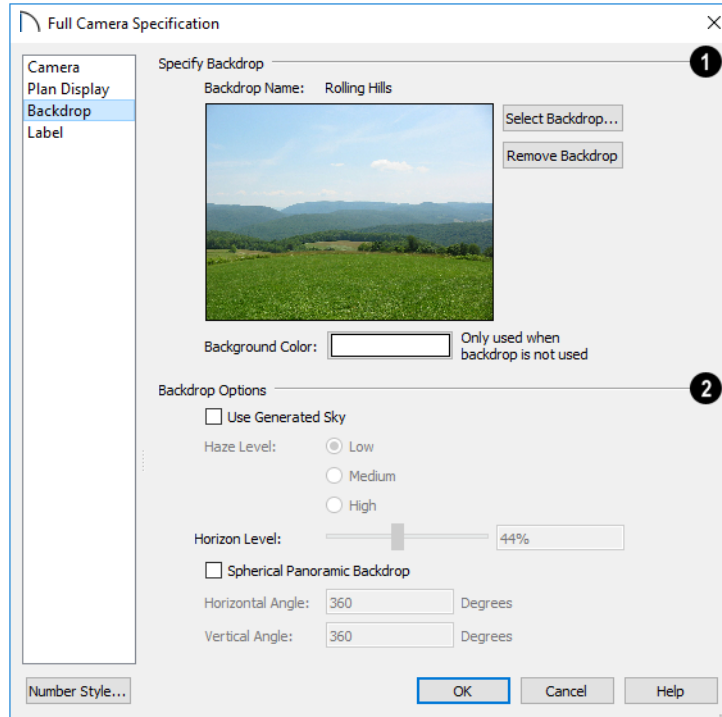 Full Camera Specification
Camera
Plan Display
Backdrop
Label
Specify Backdrop
1
Backdrop Name: Rolling Hills
Select Backdrop...
Remove Backdrop
Background Color:
Only used when
backdrop is not used
Backdrop Options
2
Use Generated Sky
Haze Level:
Low
Medium
High
Horizon Level:
44%
Spherical Panoramic Backdrop
Horizontal Angle: 360 Degrees
Vertical Angle: 360 Degrees
Number Style...
OK
Cancel
Help